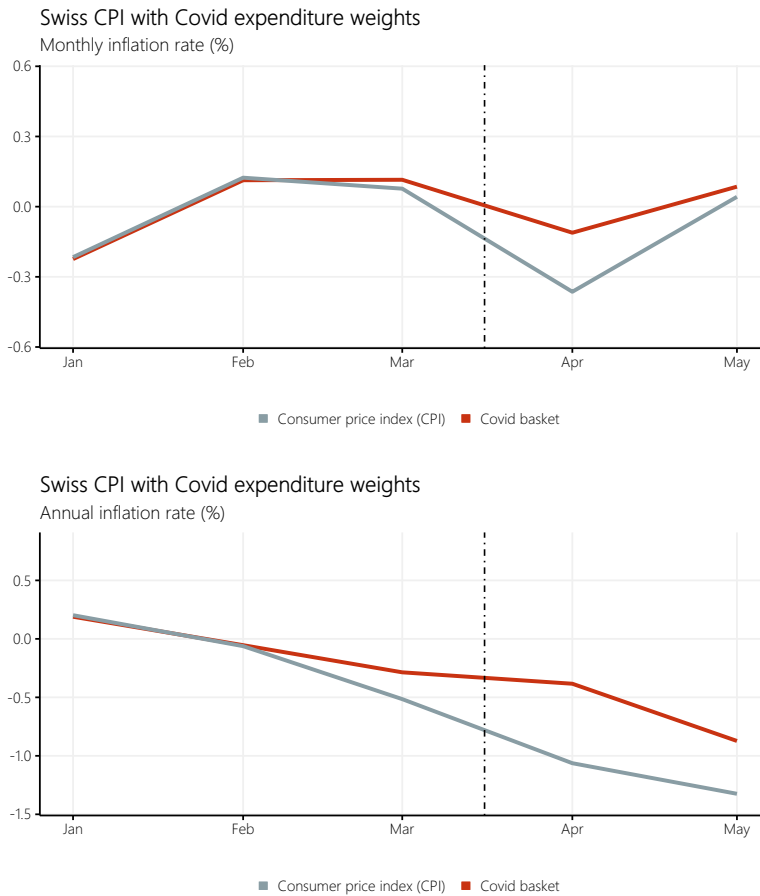 Swiss CPI with Covid expenditure weights
Monthly inflation rate (%)
0.6
0.3
0.0
-0.3
-0.6
Jan Feb Mar Apr May
Consumer price index (CPI) Covid basket
Swiss CPI with Covid expenditure weights
Annual inflation rate (%)
0.5
0.0
-0.5
-1.0
-1.5
Jan Feb Mar Apr May
Consumer price index (CPI) Covid basket